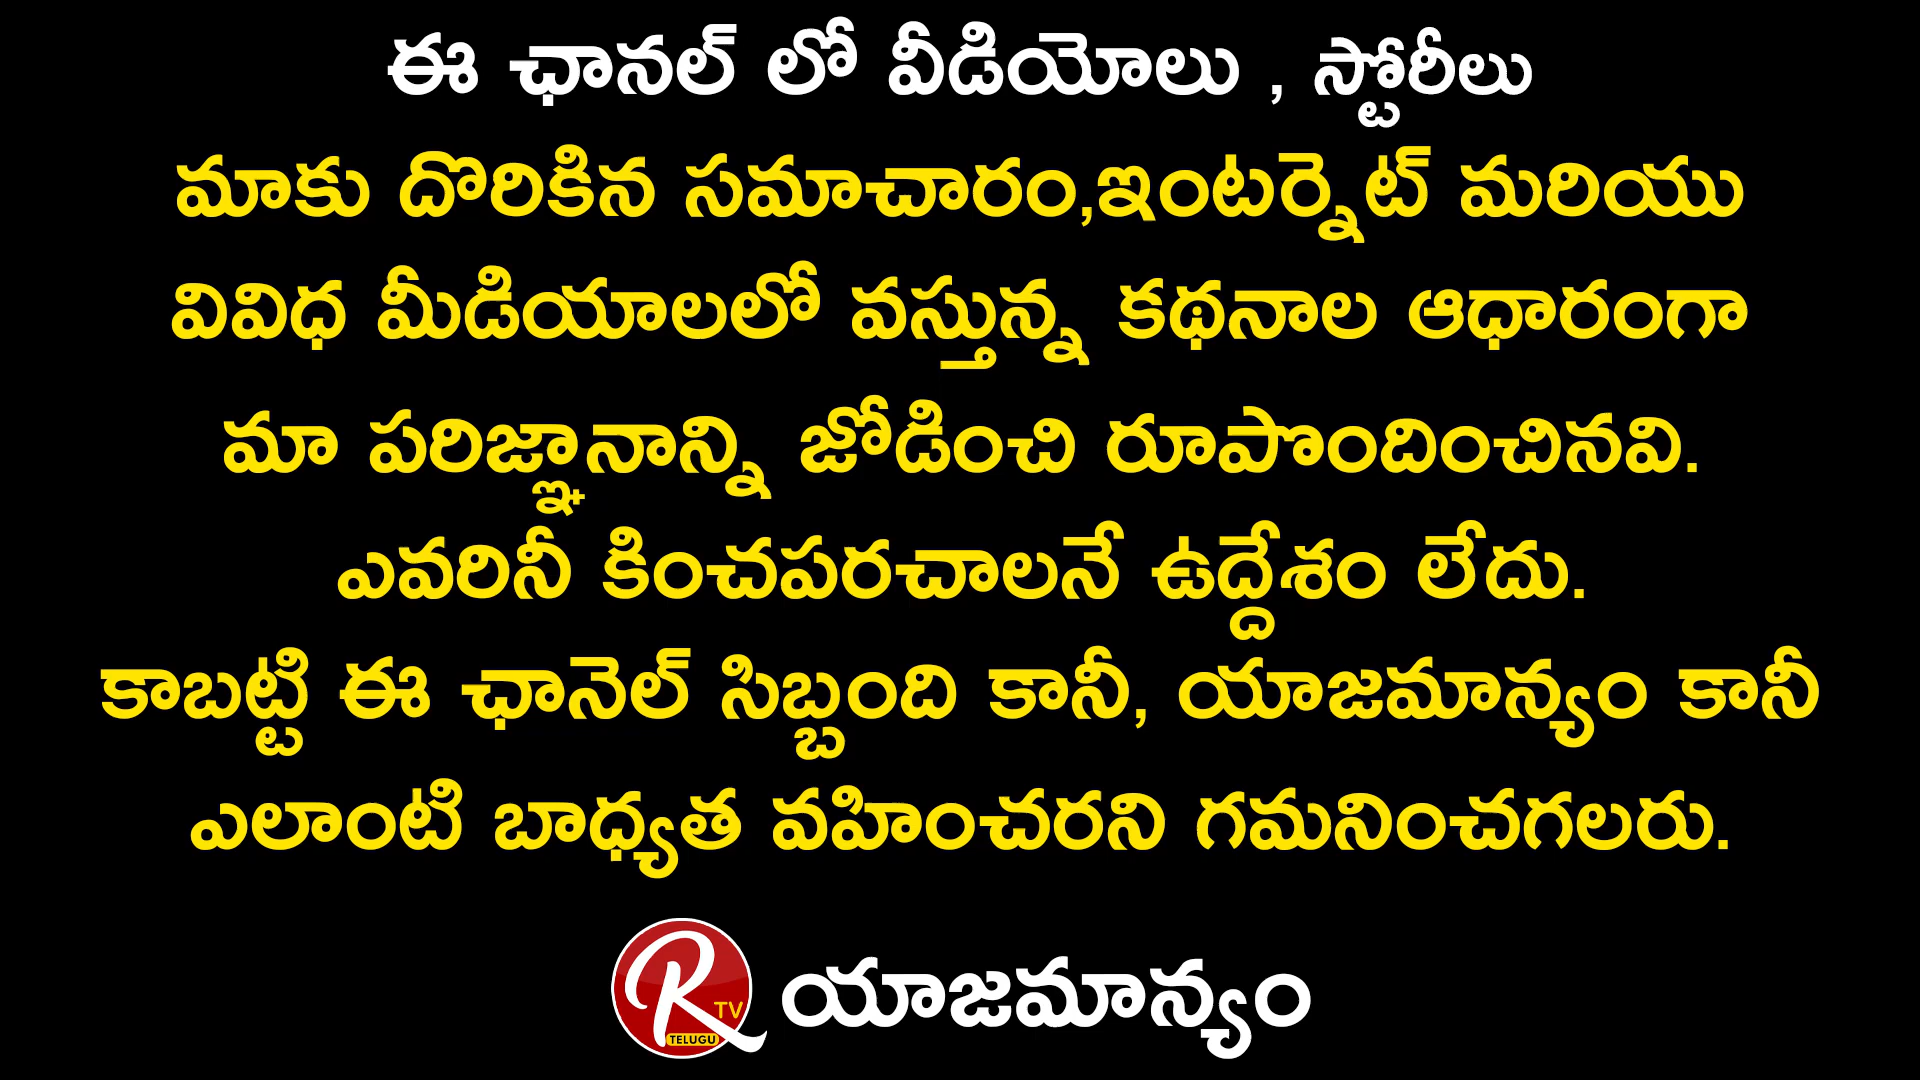 ఈ ఛానల్ లో వీడియోలు , స్టోరీలు
మాకు దొరికిన సమాచారం,ఇంటర్నెట్ మరియు
వివిధ మీడియాలలో వస్తున్న కథనాల ఆధారంగా
మా పరిజ్ఞానాన్ని జోడించి రూపొందించినవి.
ఎవరినీ కించపరచాలనే ఉద్దేశం లేదు.
కాబట్టి ఈ ఛానెల్ సిబ్బంది కానీ, యాజమాన్యం కానీ
ఎలాంటి బాధ్యత వహించరని గమనించగలరు.
R TV TELUGU యాజమాన్యం